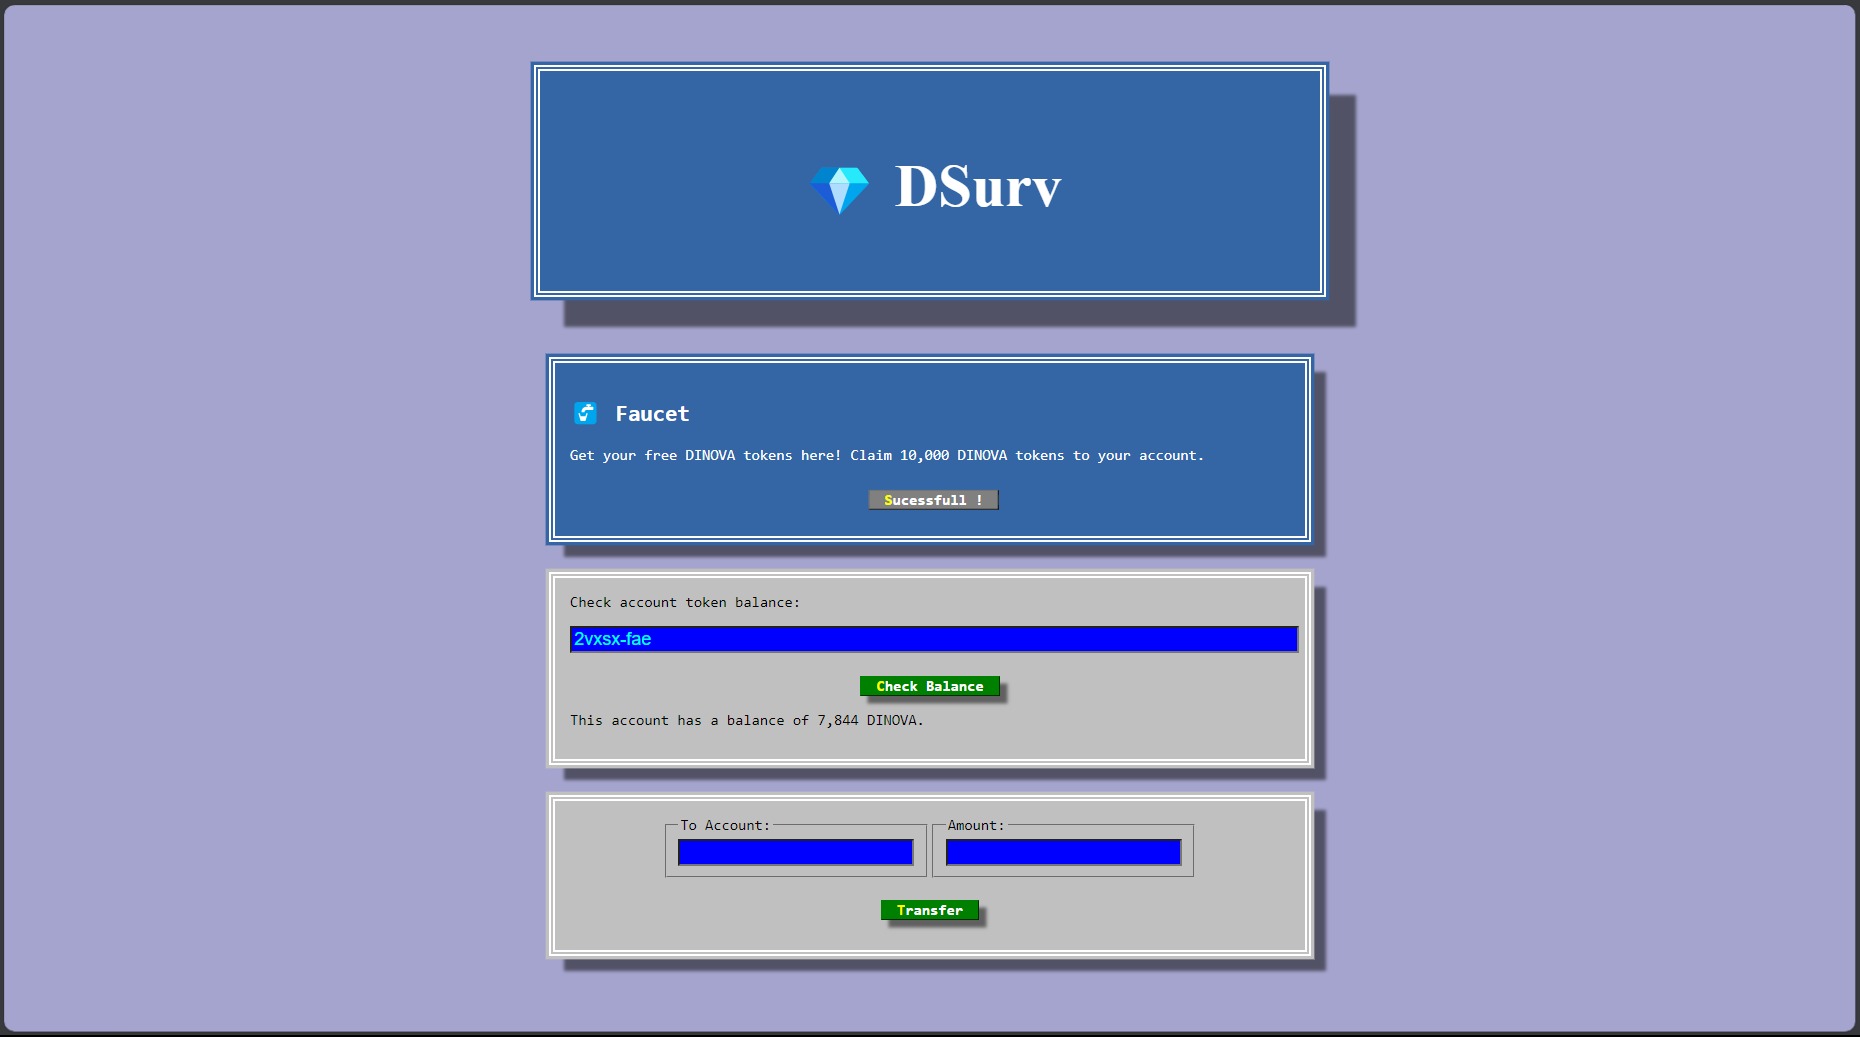 DSurv
Faucet
Get your free DINOVA tokens here! Claim 10,000 DINOVA tokens to your account.
Sucessfull !
Check account token balance:
2vxsx-fae
Check Balance
This account has a balance of 7,844 DINOVA.
To Account:
Amount:
Transfer